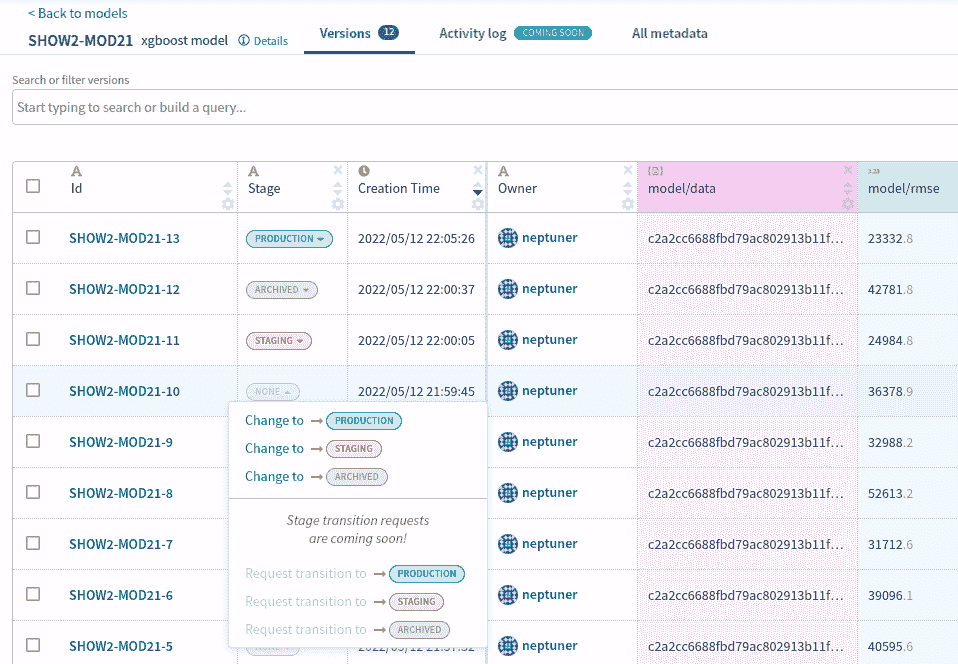 < Back to models
SHOW2-MOD21 xgboost model Details Versions 12 Activity log COMING SOON All metadata
Search or filter versions
Start typing to search or build a query...
Id Stage Creation Time Owner model/data model/rmse
SHOW2-MOD21-13 PRODUCTION 2022/05/12 22:05:26 neptuner c2a2cc6688fbd79ac802913b11f... 23332.8
SHOW2-MOD21-12 ARCHIVED 2022/05/12 22:00:37 neptuner c2a2cc6688fbd79ac802913b11f... 42781.8
SHOW2-MOD21-11 STAGING 2022/05/12 22:00:05 neptuner c2a2cc6688fbd79ac802913b11f... 24984.8
SHOW2-MOD21-10 NONE 2022/05/12 21:59:45 neptuner c2a2cc6688fbd79ac802913b11f... 36378.9
Change to → PRODUCTION
Change to → STAGING
Change to → ARCHIVED
Stage transition requests
are coming soon!
Request transition to → PRODUCTION
Request transition to → STAGING
Request transition to → ARCHIVED
SHOW2-MOD21-9 neptuner c2a2cc6688fbd79ac802913b11f... 32988.2
SHOW2-MOD21-8 neptuner c2a2cc6688fbd79ac802913b11f... 52613.2
SHOW2-MOD21-7 neptuner c2a2cc6688fbd79ac802913b11f... 31712.6
SHOW2-MOD21-6 neptuner c2a2cc6688fbd79ac802913b11f... 39096.1
SHOW2-MOD21-5 neptuner c2a2cc6688fbd79ac802913b11f... 40595.6